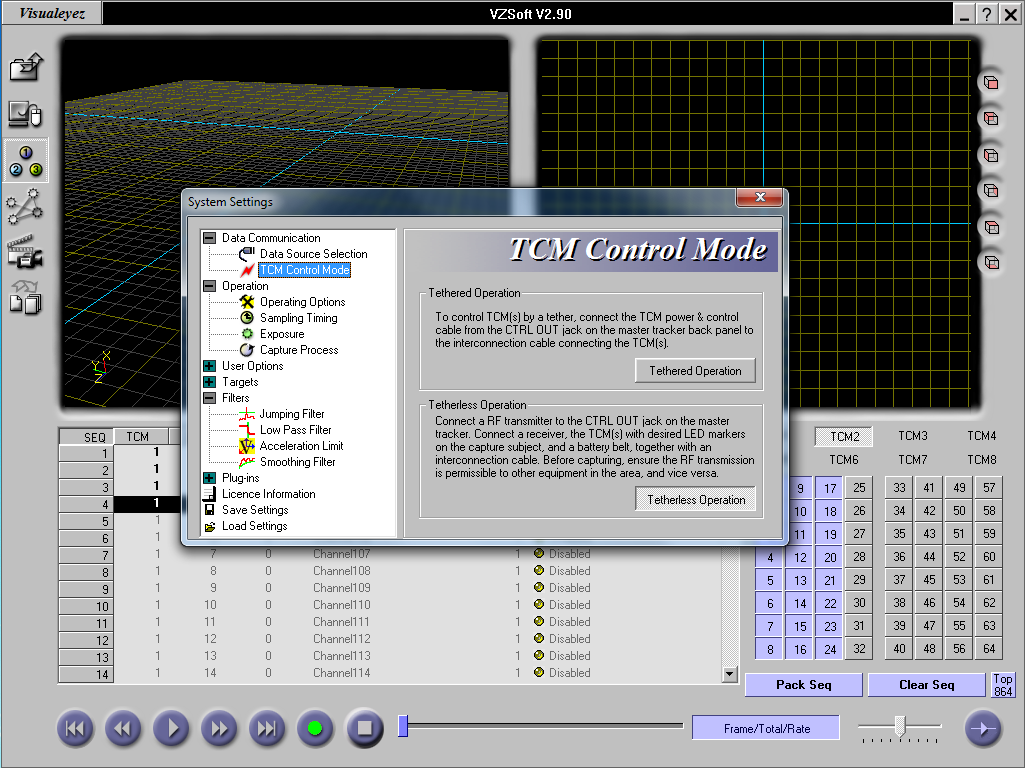 Visualeyez
VZSoft V2.90
System Settings
Data Communication
Data Source Selection
TCM Control Mode
Operation
Operating Options
Sampling Timing
Exposure
Capture Process
User Options
Targets
Filters
Jumping Filter
Low Pass Filter
Acceleration Limit
Smoothing Filter
Plug-ins
Licence Information
Save Settings
Load Settings
TCM Control Mode
Tethered Operation
To control TCM(s) by a tether, connect the TCM power & control
cable from the CTRL OUT jack on the master tracker back panel to
the interconnection cable connecting the TCM(s).
Tethered Operation
Tetherless Operation
Connect a RF transmitter to the CTRL OUT jack on the master
tracker. Connect a receiver, the TCM(s) with desired LED markers
on the capture subject, and a battery belt, together with an
interconnection cable. Before capturing, ensure the RF transmission
is permissible to other equipment in the area, and vice versa.
Tetherless Operation
X
Y
Z
SEQ TCM
1 1
2 1
3 1
4 1
5 1
6 1
7 1 7 0 Channel107 1 Disabled
8 1 8 0 Channel108 1 Disabled
9 1 9 0 Channel109 1 Disabled
10 1 10 0 Channel110 1 Disabled
11 1 11 0 Channel111 1 Disabled
12 1 12 0 Channel112 1 Disabled
13 1 13 0 Channel113 1 Disabled
14 1 14 0 Channel114 1 Disabled
TCM2 TCM3 TCM4
TCM6 TCM7 TCM8
9 17 25 33 41 49 57
10 18 26 34 42 50 58
11 19 27 35 43 51 59
4 12 20 28 36 44 52 60
5 13 21 29 37 45 53 61
6 14 22 30 38 46 54 62
7 15 23 31 39 47 55 63
8 16 24 32 40 48 56 64
Pack Seq Clear Seq Top
864
Frame/Total/Rate
1
2 3